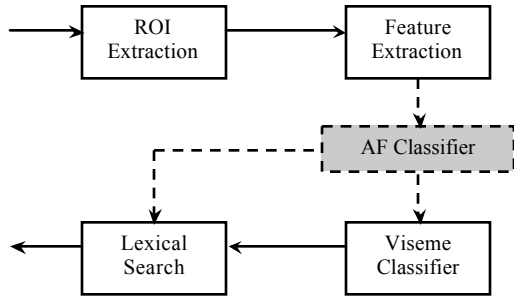 ROI
Extraction
Feature
Extraction
AF Classifier
Lexical
Search
Viseme
Classifier